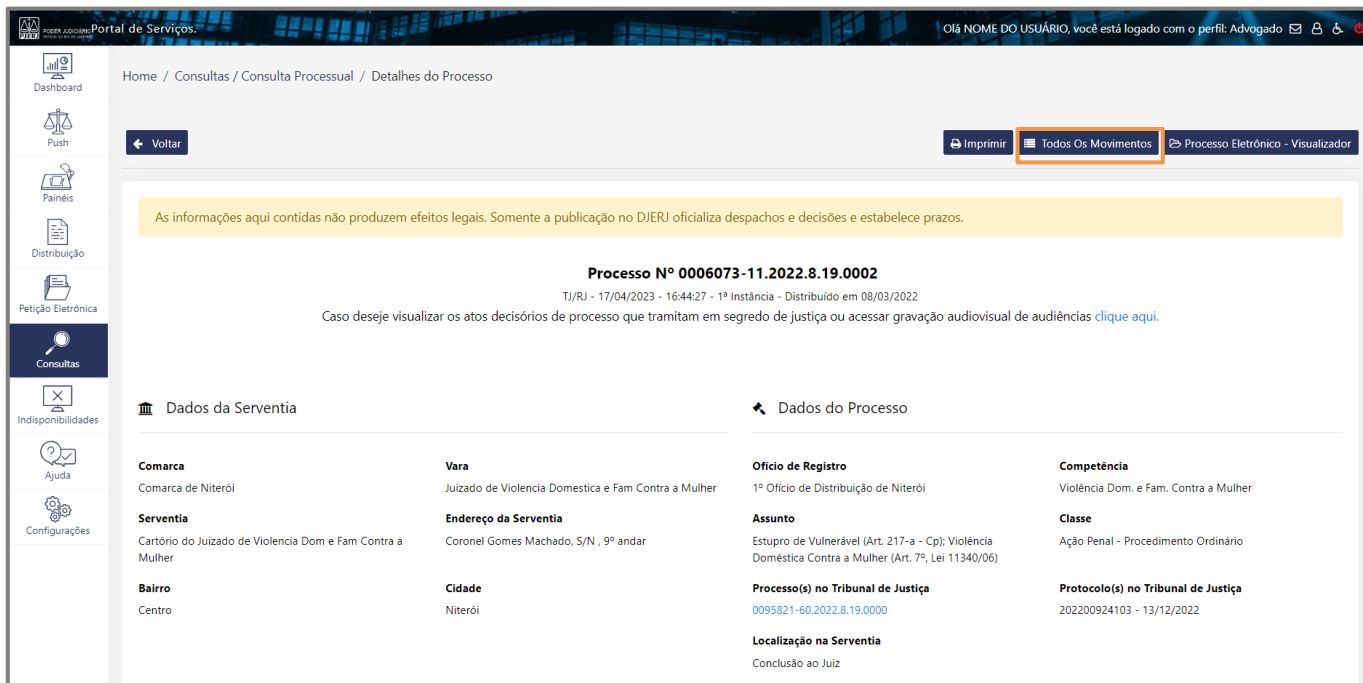 PODER JUDICIÁRIO
PJERJ
Portal de Serviços.
Olá NOME DO USUÁRIO, você está logado com o perfil: Advogado
Dashboard
Push
Painéis
Distribuição
Petição Eletrônica
Consultas
Indisponibilidades
Ajuda
Configurações
Home / Consultas / Consulta Processual / Detalhes do Processo
Voltar
Imprimir
Todos Os Movimentos
Processo Eletrônico - Visualizador
As informações aqui contidas não produzem efeitos legais. Somente a publicação no DJERJ oficializa despachos e decisões e estabelece prazos.
Processo Nº 0006073-11.2022.8.19.0002
TJ/RJ - 17/04/2023 - 16:44:27 - 1ª Instância - Distribuído em 08/03/2022
Caso deseje visualizar os atos decisórios de processo que tramitam em segredo de justiça ou acessar gravação audiovisual de audiências clique aqui.
Dados da Serventia
Comarca
Comarca de Niterói
Vara
Juizado de Violencia Domestica e Fam Contra a Mulher
Serventia
Cartório do Juizado de Violencia Dom e Fam Contra a
Mulher
Endereço da Serventia
Coronel Gomes Machado, S/N , 9º andar
Bairro
Centro
Cidade
Niterói
Dados do Processo
Ofício de Registro
1º Ofício de Distribuição de Niterói
Competência
Violência Dom. e Fam. Contra a Mulher
Assunto
Estupro de Vulnerável (Art. 217-a - Cp); Violência
Doméstica Contra a Mulher (Art. 7º, Lei 11340/06)
Classe
Ação Penal - Procedimento Ordinário
Processo(s) no Tribunal de Justiça
0095821-60.2022.8.19.0000
Protocolo(s) no Tribunal de Justiça
202200924103 - 13/12/2022
Localização na Serventia
Conclusão ao Juiz